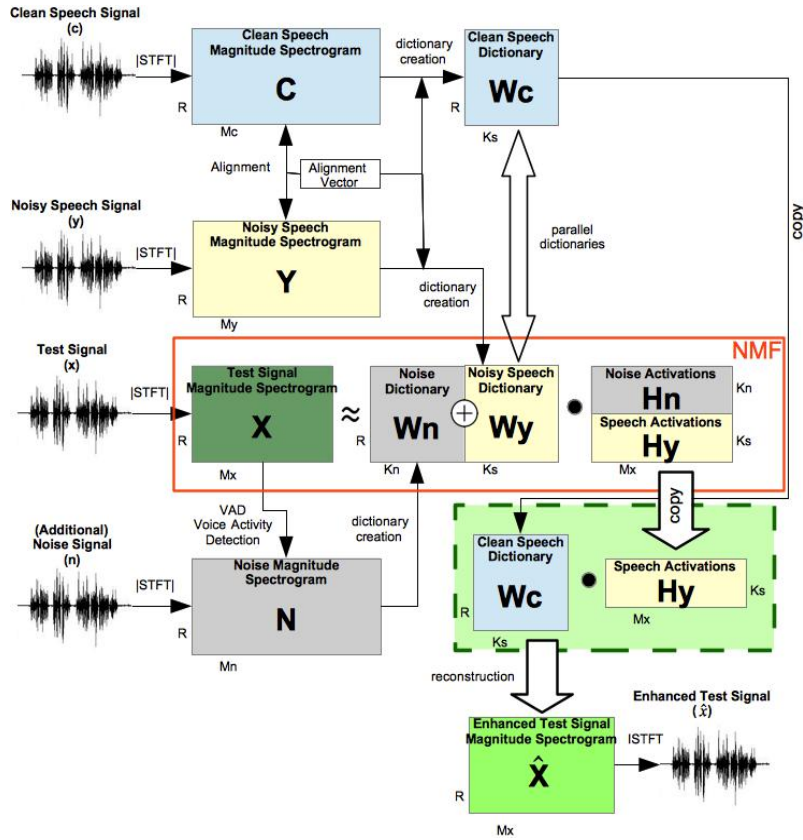 Clean Speech Signal
(c)
|STFT|
Clean Speech
Magnitude Spectrogram
C
R
Mc
dictionary
creation
Clean Speech
Dictionary
Wc
R
Ks
Alignment
Alignment
Vector
copy
Noisy Speech Signal
(y)
|STFT|
Noisy Speech
Magnitude Spectrogram
Y
R
My
dictionary
creation
parallel
dictionaries
NMF
Test Signal
(x)
|STFT|
Test Signal
Magnitude Spectrogram
X
R
Mx
≈
Noise
Dictionary
Wn
R
Kn
+
Noisy Speech
Dictionary
Wy
Ks
Noise Activations
Hn
Kn
Speech Activations
Hy
Ks
Mx
copy
VAD
Voice Activity
Detection
dictionary
creation
(Additional)
Noise Signal
(n)
|STFT|
Noise Magnitude
Spectrogram
N
R
Mn
Clean Speech
Dictionary
Wc
R
Ks
Speech Activations
Hy
Ks
Mx
reconstruction
Enhanced Test Signal
Magnitude Spectrogram
X̂
R
Mx
ISTFT
Enhanced Test Signal
(x̂)